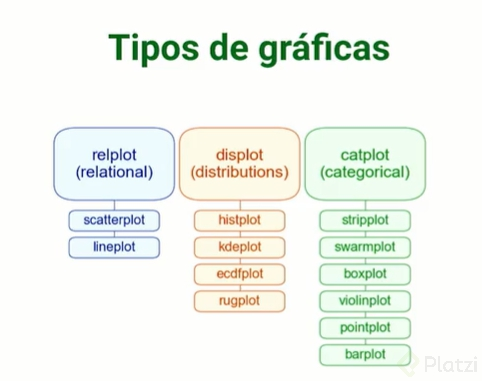 Tipos de gráficas
relplot
(relational)
scatterplot
lineplot
displot
(distributions)
histplot
kdeplot
ecdfplot
rugplot
catplot
(categorical)
stripplot
swarmplot
boxplot
violinplot
pointplot
barplot
Platzi